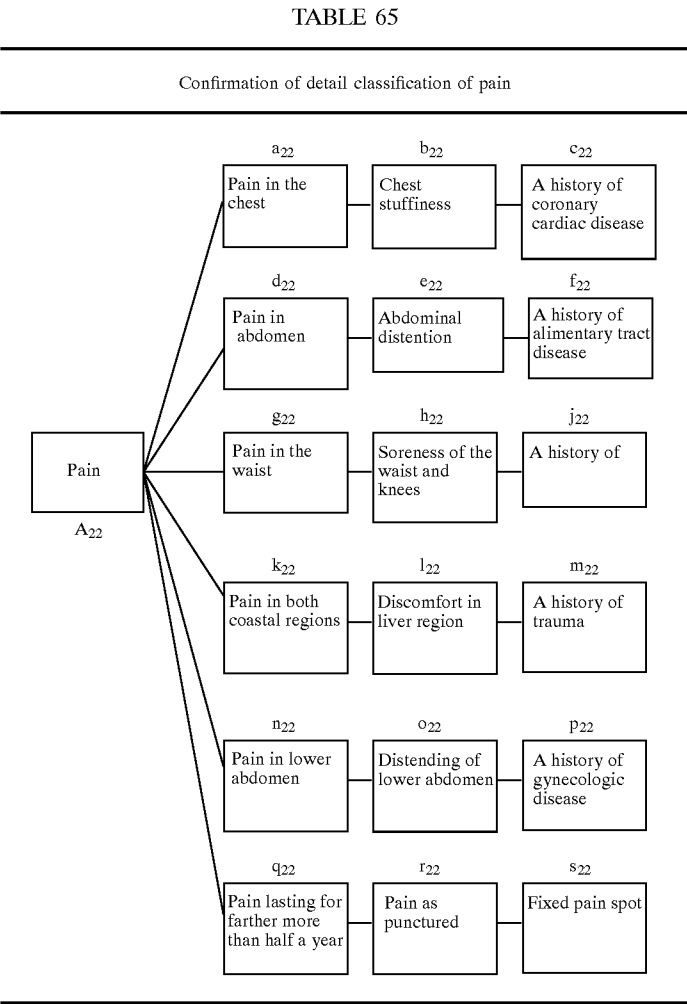 TABLE 65
Confirmation of detail classification of pain
a22
b22
c22
Pain in the
chest
Chest
stuffiness
A history of
coronary
cardiac disease
d22
e22
f22
Pain in
abdomen
Abdominal
distention
A history of
alimentary tract
disease
g22
h22
j22
Pain
A22
Pain in the
waist
Soreness of the
waist and
knees
A history of
k22
l22
m22
Pain in both
coastal regions
Discomfort in
liver region
A history of
trauma
n22
o22
p22
Pain in lower
abdomen
Distending of
lower abdomen
A history of
gynecologic
disease
q22
r22
s22
Pain lasting for
farther more
than half a year
Pain as
punctured
Fixed pain spot